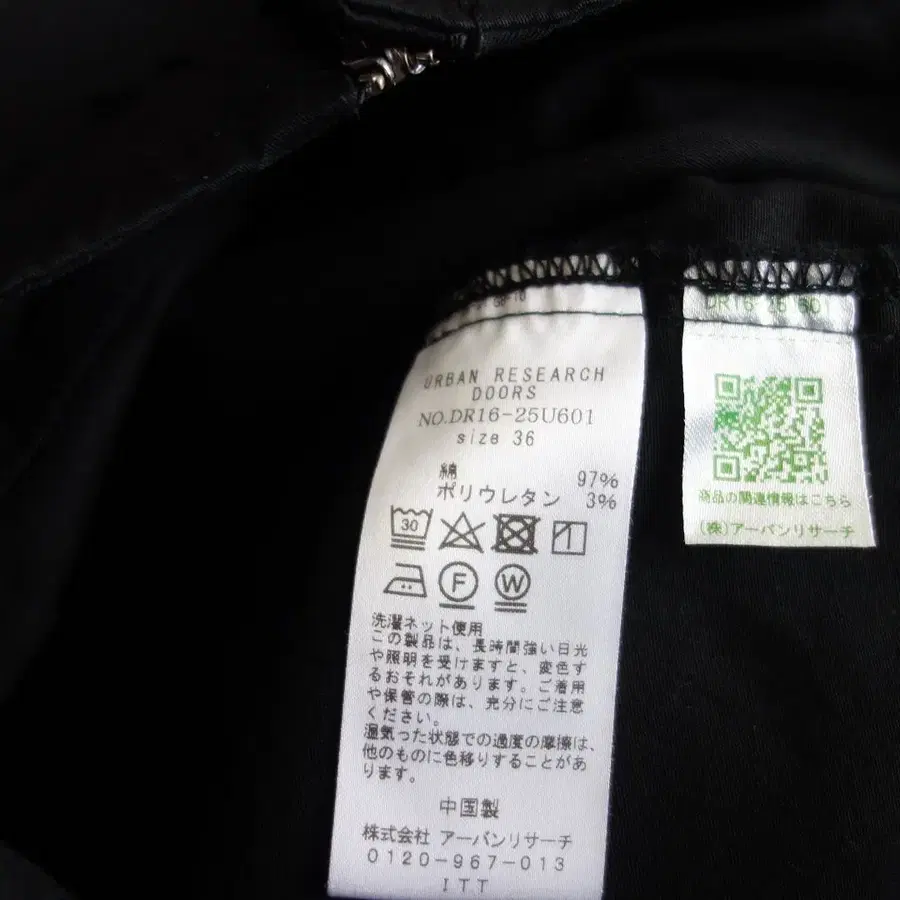 URBAN RESEARCH
DOORS
NO.DR16-25U601
size 36
綿 97%
ポリウレタン 3%
30
F
W
洗濯ネット使用
この製品は、長時間強い日光
や照明を受けますと、変色す
るおそれがあります。ご着用
や保管の際は、充分にご注意
ください。
湿気った状態での過度の摩擦は、
他のものに色移りすることがあ
ります。
中国製
株式会社 アーバンリサーチ
0120-967-013
ITT
DR16
商品の関連情報はこちら
(株)アーバンリサーチ